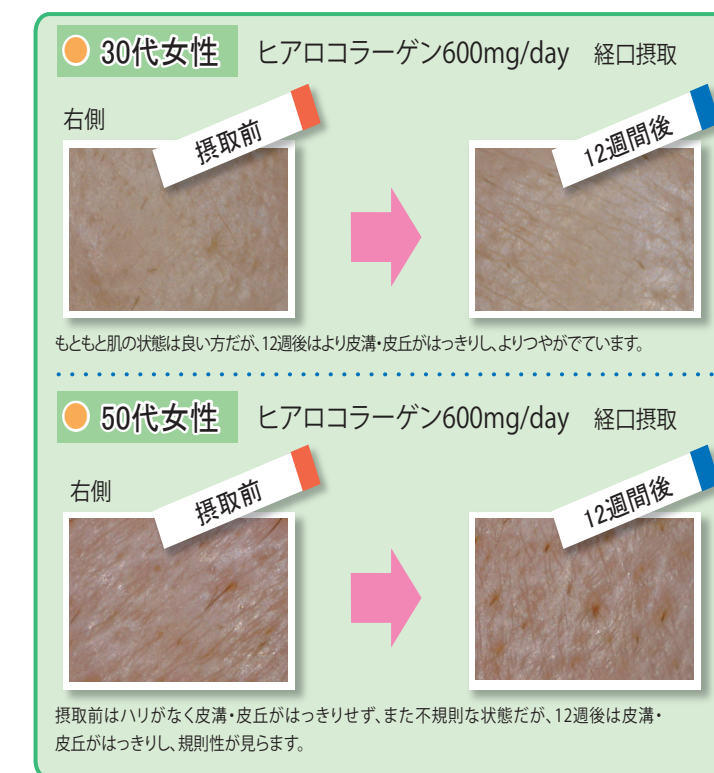 30代女性 ヒアロコラーゲン600mg/day 経口摂取
右側
摂取前
12週間後
もともと肌の状態は良い方だが、12週後はより皮溝・皮丘がはっきりし、よりつやがでています。
50代女性 ヒアロコラーゲン600mg/day 経口摂取
右側
摂取前
12週間後
摂取前はハリがなく皮溝・皮丘がはっきりせず、また不規則な状態だが、12週後は皮溝・
皮丘がはっきりし、規則性が見らます。